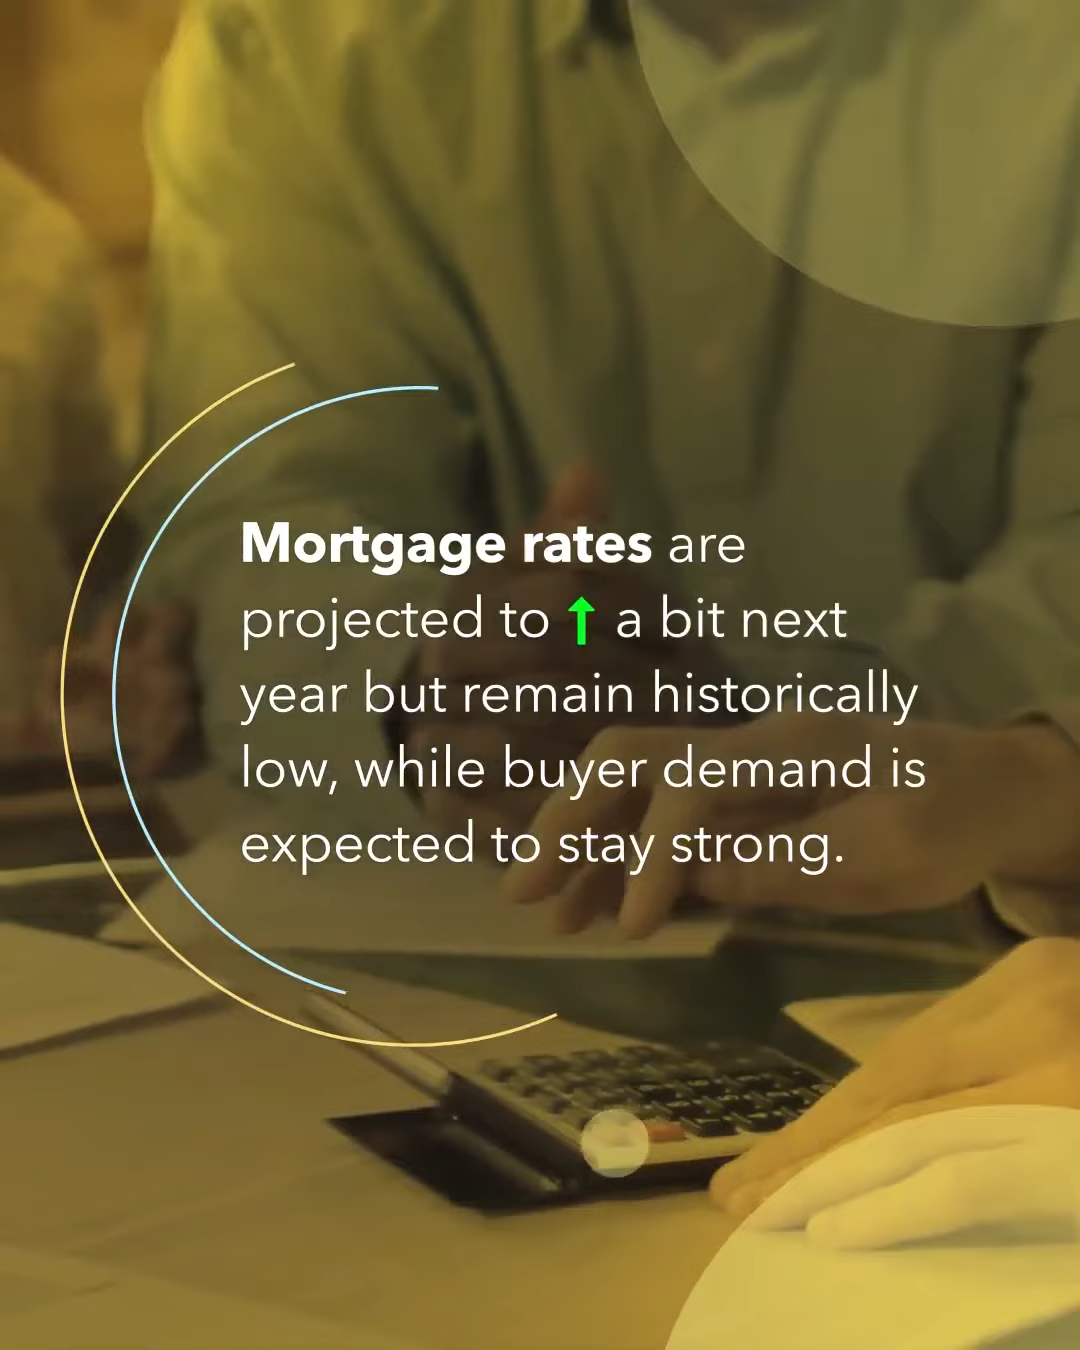 Mortgage rates are
projected to ↑ a bit next
year but remain historically
low, while buyer demand is
expected to stay strong.